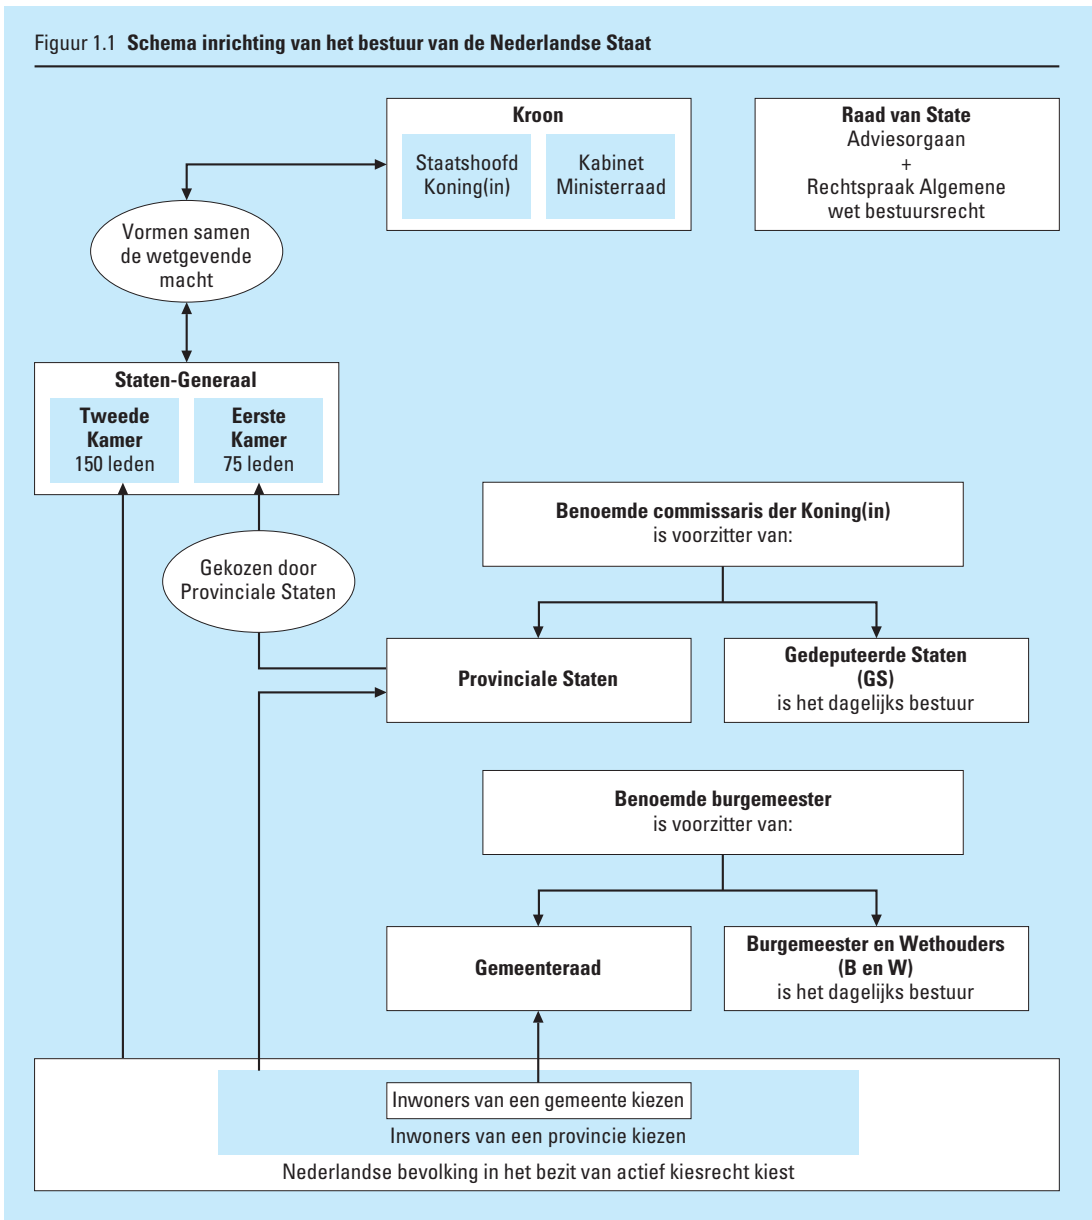 Figuur 1.1 Schema inrichting van het bestuur van de Nederlandse Staat
Kroon
Staatshoofd
Koning(in)
Kabinet
Ministerraad
Raad van State
Adviesorgaan
+
Rechtspraak Algemene
wet bestuursrecht
Vormen samen
de wetgevende
macht
Staten-Generaal
Tweede
Kamer
150 leden
Eerste
Kamer
75 leden
Gekozen door
Provinciale Staten
Benoemde commissaris der Koning(in)
is voorzitter van:
Provinciale Staten
Gedeputeerde Staten
(GS)
is het dagelijks bestuur
Benoemde burgemeester
is voorzitter van:
Gemeenteraad
Burgemeester en Wethouders
(B en W)
is het dagelijks bestuur
Inwoners van een gemeente kiezen
Inwoners van een provincie kiezen
Nederlandse bevolking in het bezit van actief kiesrecht kiest